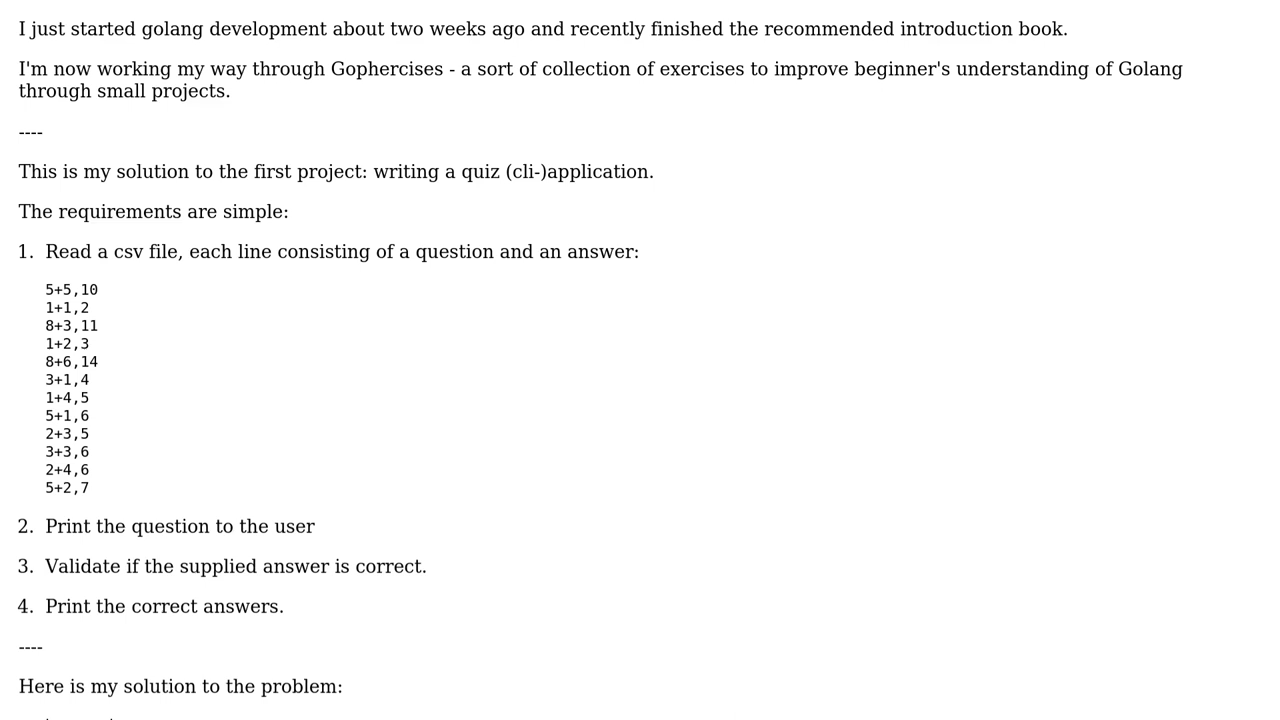 I just started golang development about two weeks ago and recently finished the recommended introduction book.
I'm now working my way through Gophercises - a sort of collection of exercises to improve beginner's understanding of Golang
through small projects.
----
This is my solution to the first project: writing a quiz (cli-)application.
The requirements are simple:
1. Read a csv file, each line consisting of a question and an answer:
5+5,10
1+1,2
8+3,11
1+2,3
8+6,14
3+1,4
1+4,5
5+1,6
2+3,5
3+3,6
2+4,6
5+2,7
2. Print the question to the user
3. Validate if the supplied answer is correct.
4. Print the correct answers.
----
Here is my solution to the problem: